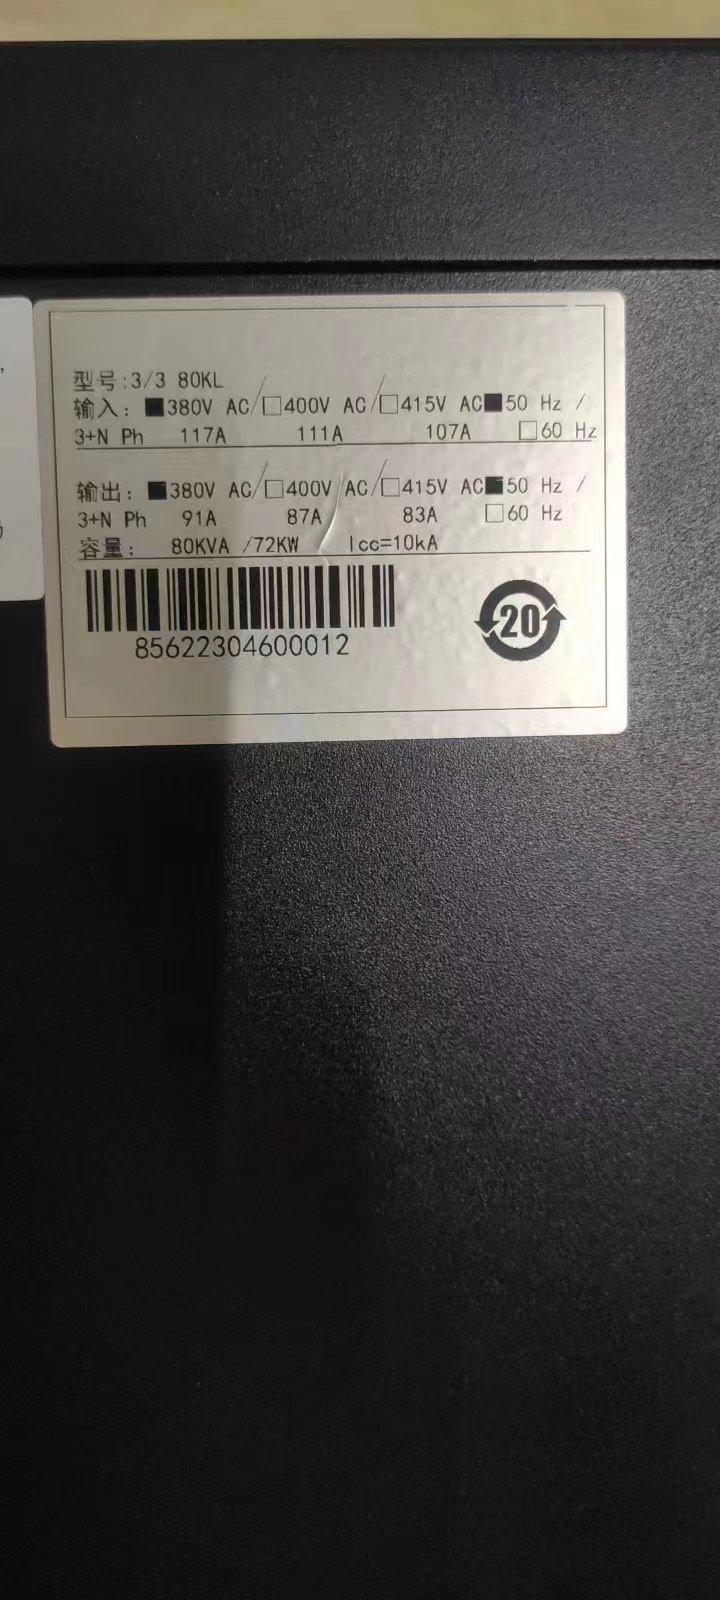 型号:3/3 80KL
输入: ■380V AC/□400V AC/□415V AC■50 Hz /
3+N Ph 117A 111A 107A □60 Hz
输出: ■380V AC/□400V AC/□415V AC■50 Hz /
3+N Ph 91A 87A 83A □60 Hz
容量: 80KVA /72KW Icc=10kA
85622304600012
20